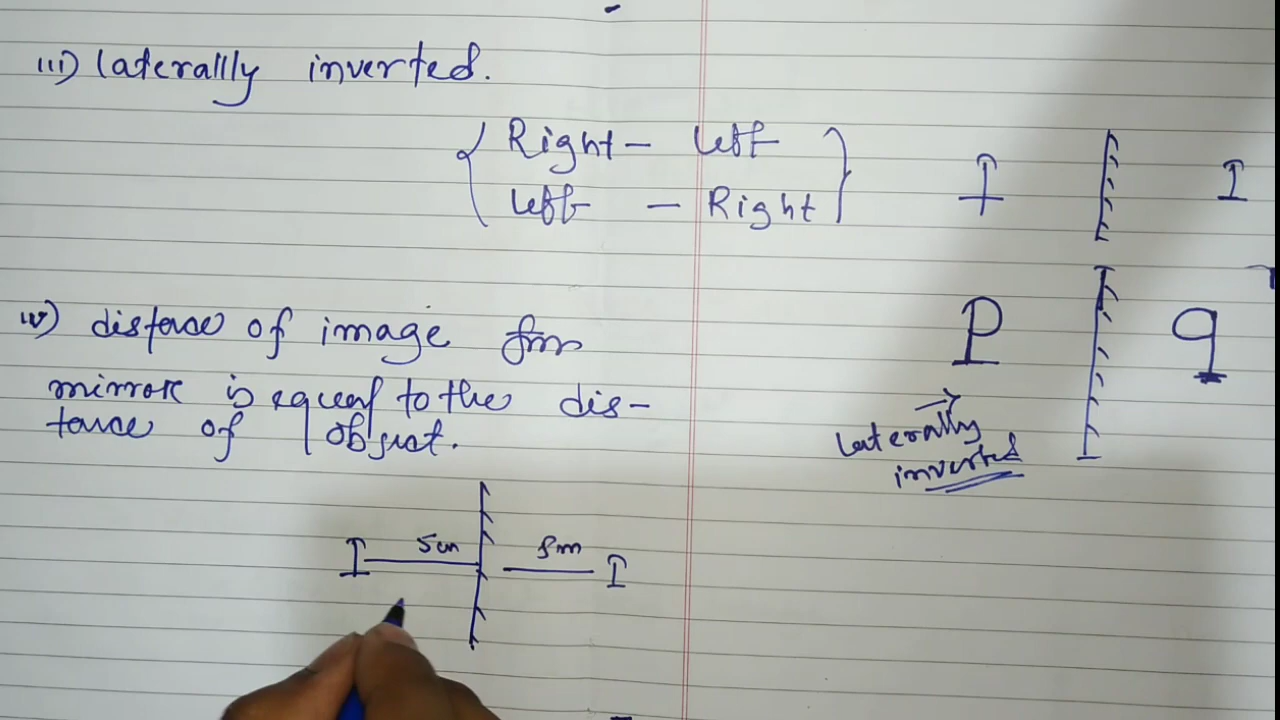 iii) laterallly inverted.
{ Right - left
left - Right }
I I
P q
laterally
inverted
iv) distance of image from
mirror is equal to the dis-
tance of object.
I 5cm 5cm I